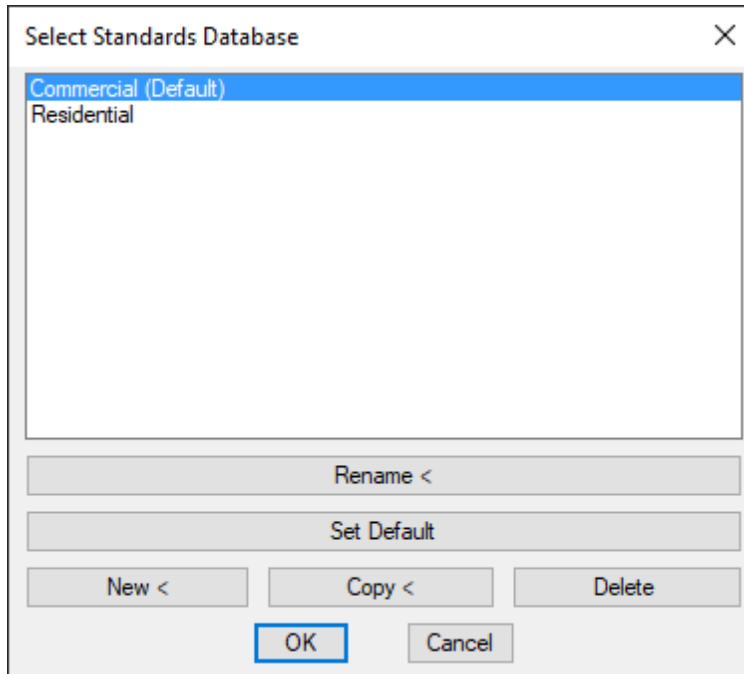 Select Standards Database
Commercial (Default)
Residential
Rename <
Set Default
New < Copy < Delete
OK Cancel